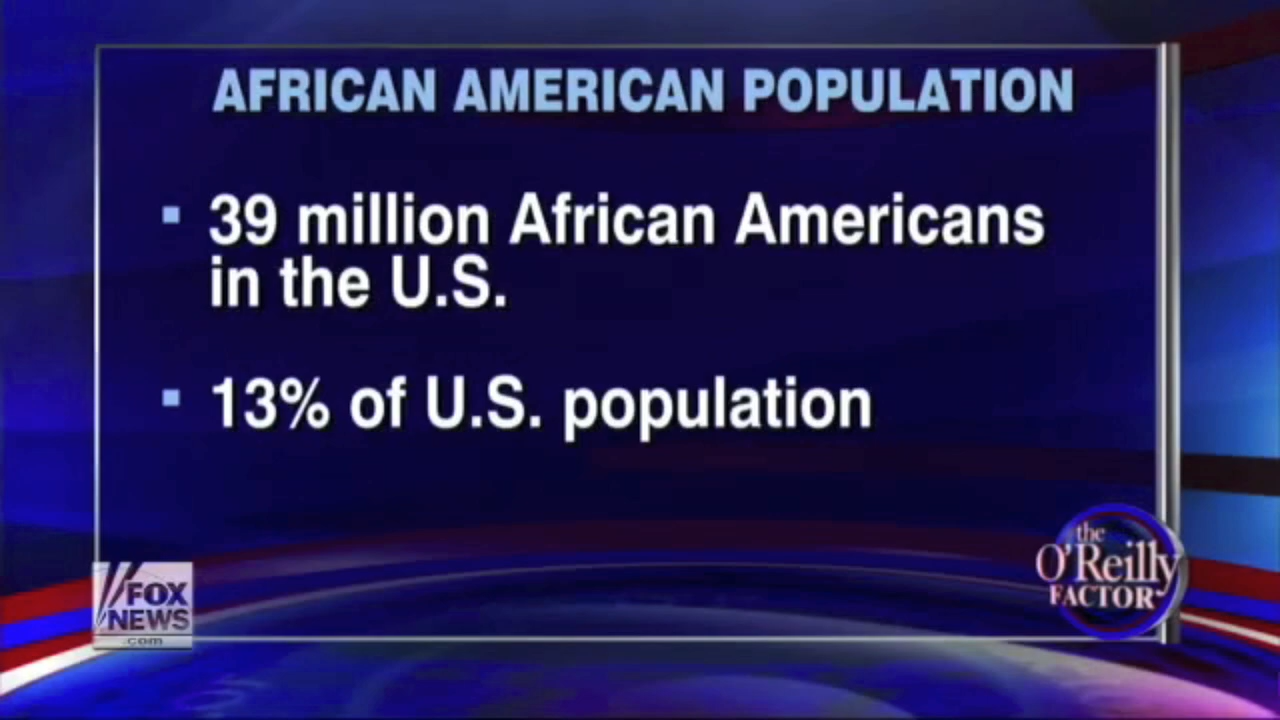 AFRICAN AMERICAN POPULATION
▪ 39 million African Americans
in the U.S.
▪ 13% of U.S. population
the
O'Reilly
FACTOR
FOX
NEWS
.com